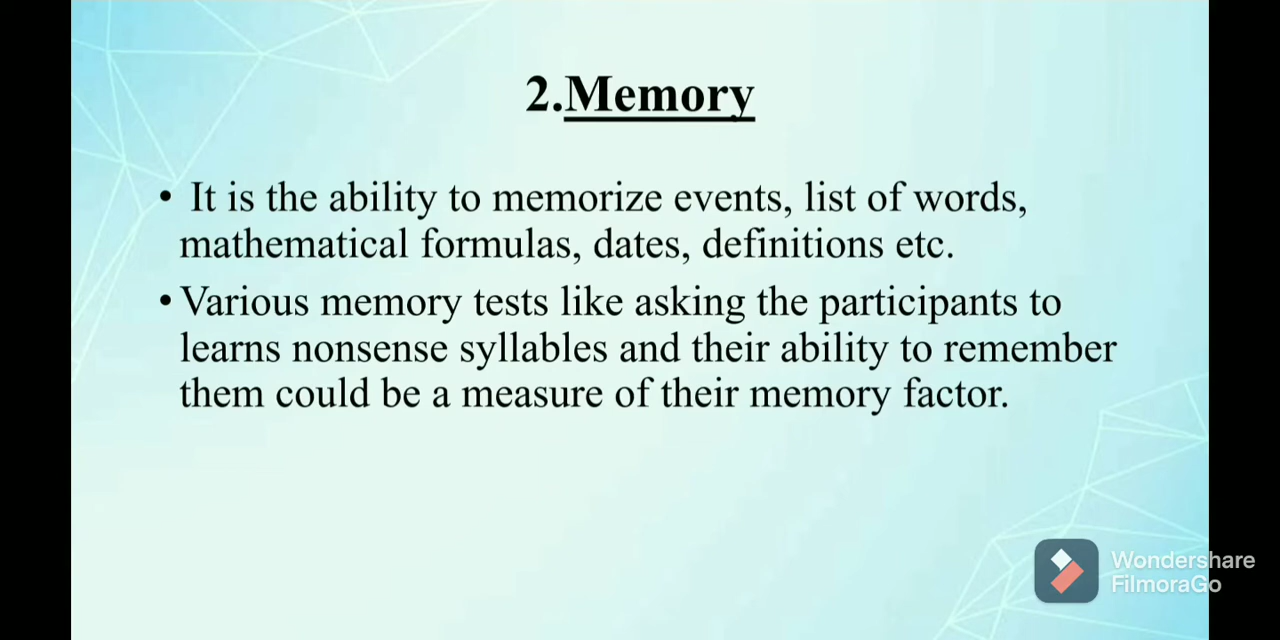 2.Memory
• It is the ability to memorize events, list of words,
mathematical formulas, dates, definitions etc.
• Various memory tests like asking the participants to
learns nonsense syllables and their ability to remember
them could be a measure of their memory factor.
Wondershare
FilmoraGo